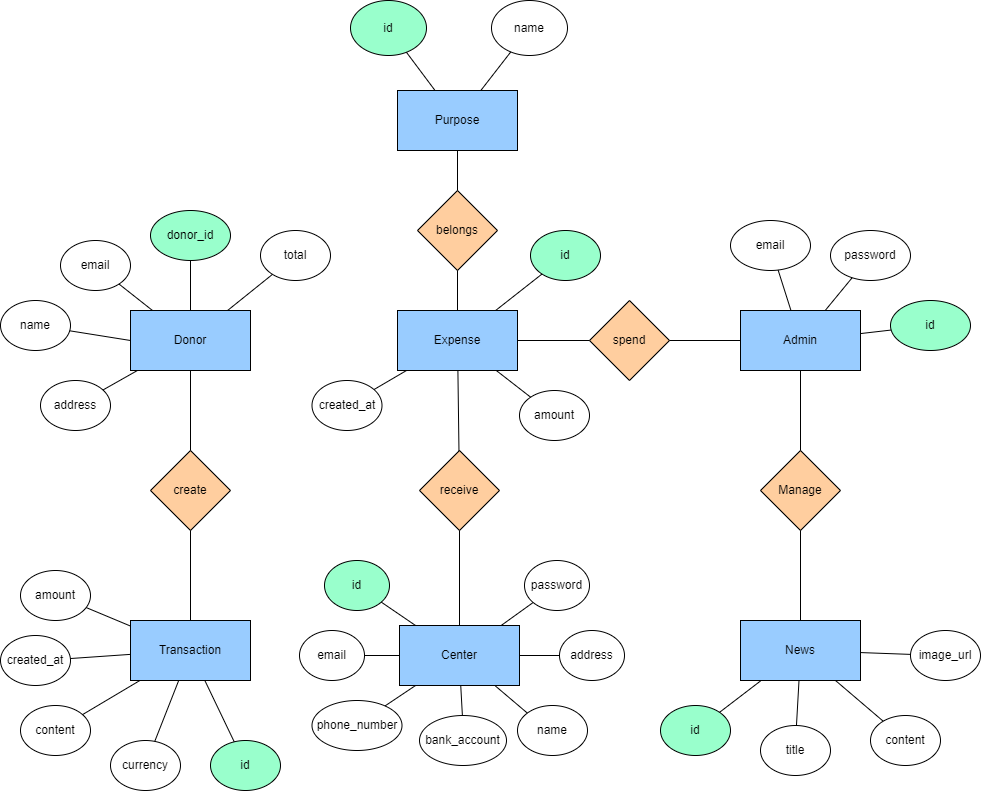 id
name
Purpose
belongs
donor_id
email
total
name
Donor
address
id
Expense
created_at
amount
spend
email
password
id
Admin
create
receive
Manage
amount
created_at
Transaction
content
currency
id
id
password
email
Center
address
phone_number
bank_account
name
News
image_url
id
title
content